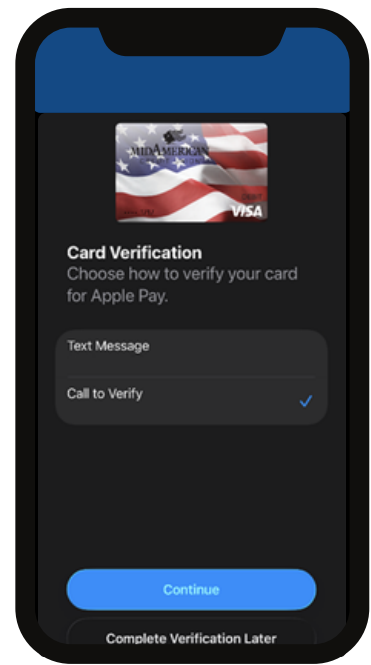 MIDAMERICAN
DEBIT
VISA
Card Verification
Choose how to verify your card
for Apple Pay.
Text Message
Call to Verify
Continue
Complete Verification Later